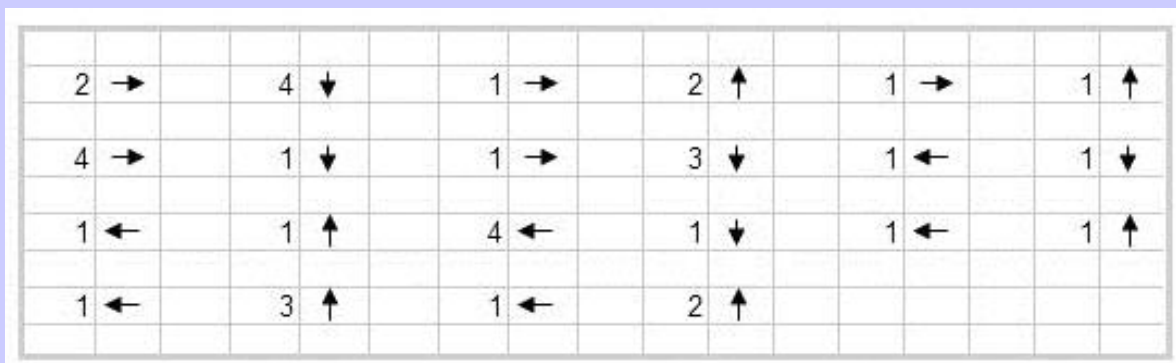 2 → 4 ↓ 1 → 2 ↑ 1 → 1 ↑
4 → 1 ↓ 1 → 3 ↓ 1 ← 1 ↓
1 ← 1 ↑ 4 ← 1 ↓ 1 ← 1 ↑
1 ← 3 ↑ 1 ← 2 ↑